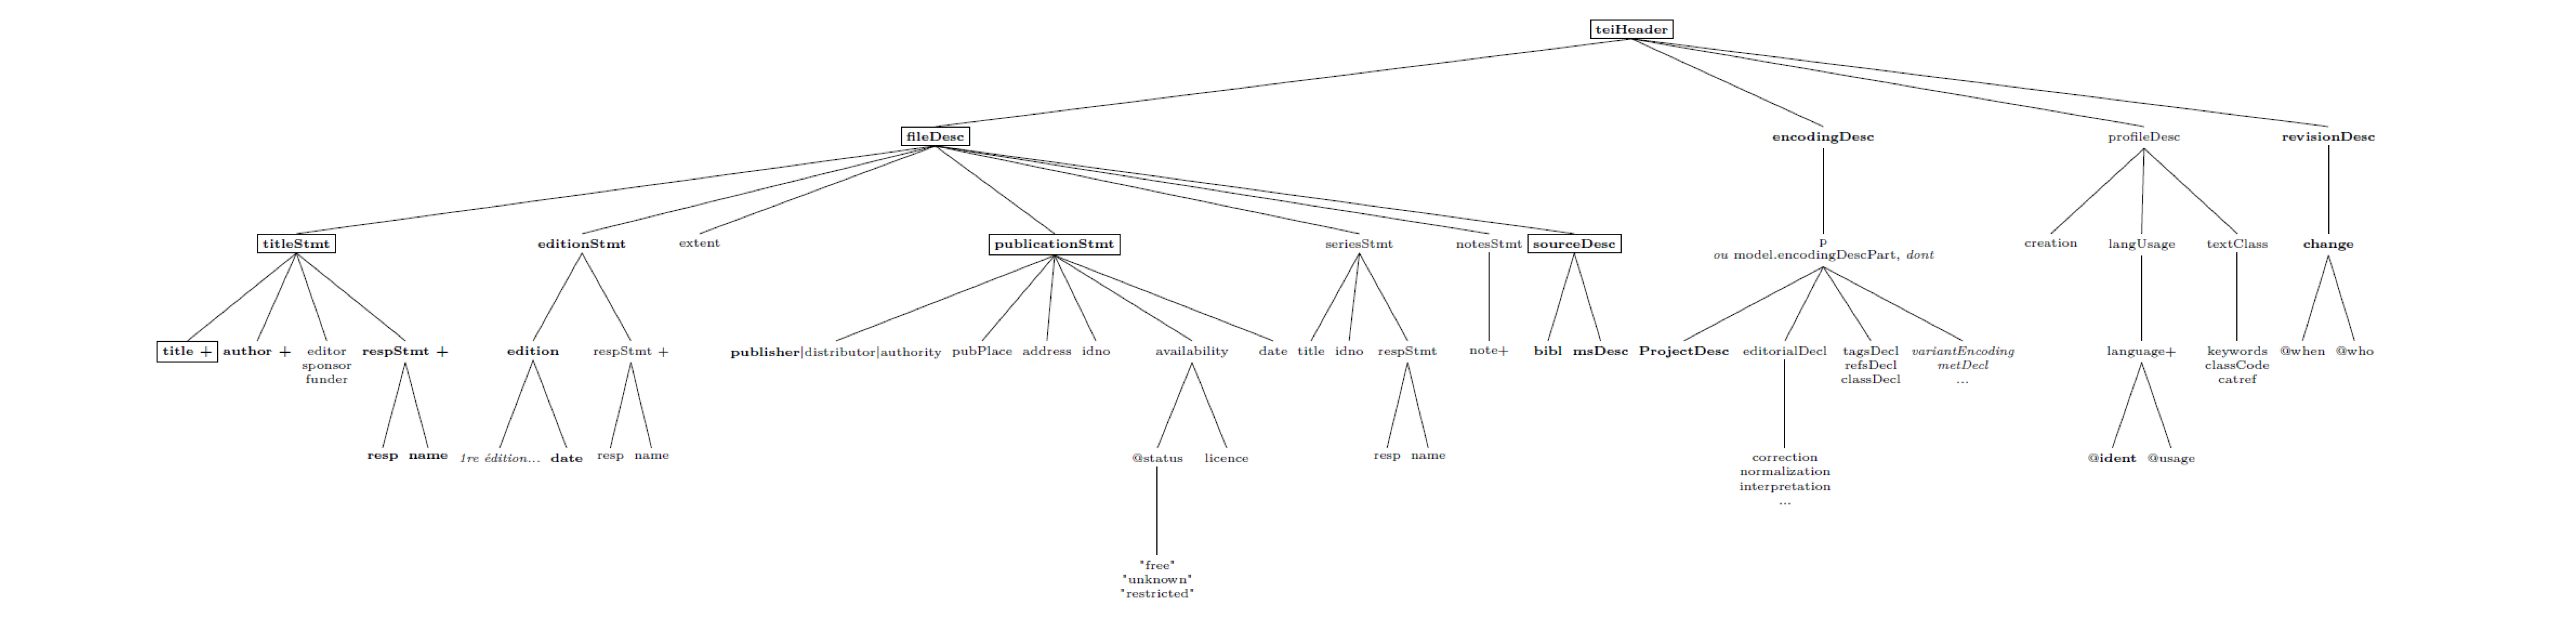 teiHeader
fileDesc encodingDesc profileDesc revisionDesc
titleStmt editionStmt extent publicationStmt seriesStmt notesStmt sourceDesc p creation langUsage textClass change
ou model.encodingDescPart, dont
title + author + editor respStmt + edition respStmt + publisher|distributor|authority pubPlace address idno availability date title idno respStmt note+ bibl msDesc ProjectDesc editorialDecl tagsDecl variantEncoding language+ keywords @when @who
sponsor refsDecl metDecl classCode
funder classDecl ... catref
resp name 1re édition... date resp name @status licence resp name correction @ident @usage
normalization
interpretation
...
"free"
"unknown"
"restricted"